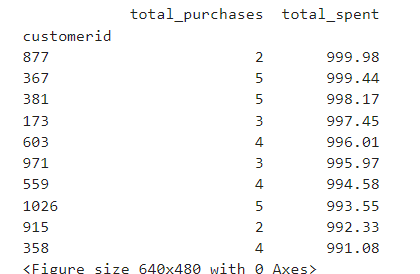 total_purchases total_spent
customerid
877 2 999.98
367 5 999.44
381 5 998.17
173 3 997.45
603 4 996.01
971 3 995.97
559 4 994.58
1026 5 993.55
915 2 992.33
358 4 991.08
<Figure size 640x480 with 0 Axes>